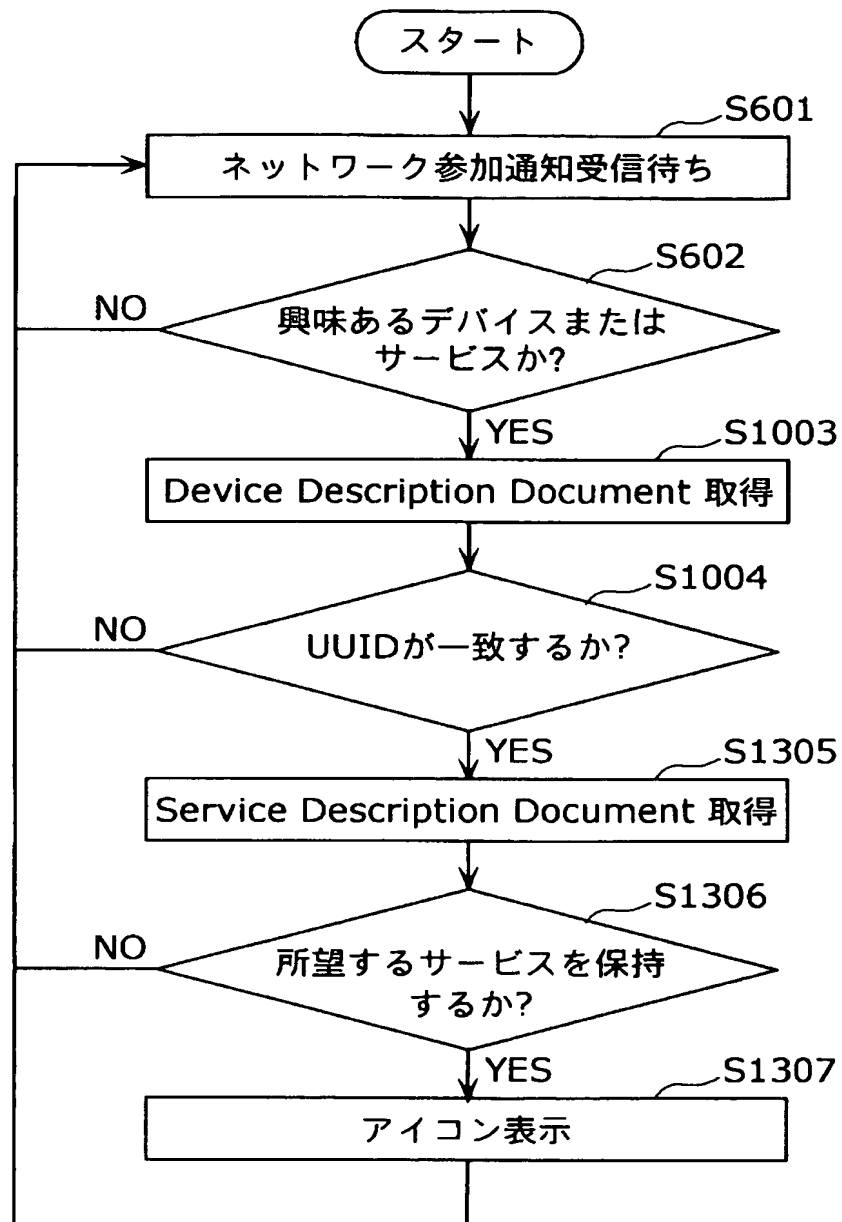 スタート
S601
ネットワーク参加通知受信待ち
S602
NO
興味あるデバイスまたは
サービスか?
YES
S1003
Device Description Document 取得
S1004
NO
UUIDが一致するか?
YES
S1305
Service Description Document 取得
S1306
NO
所望するサービスを保持
するか?
YES
S1307
アイコン表示